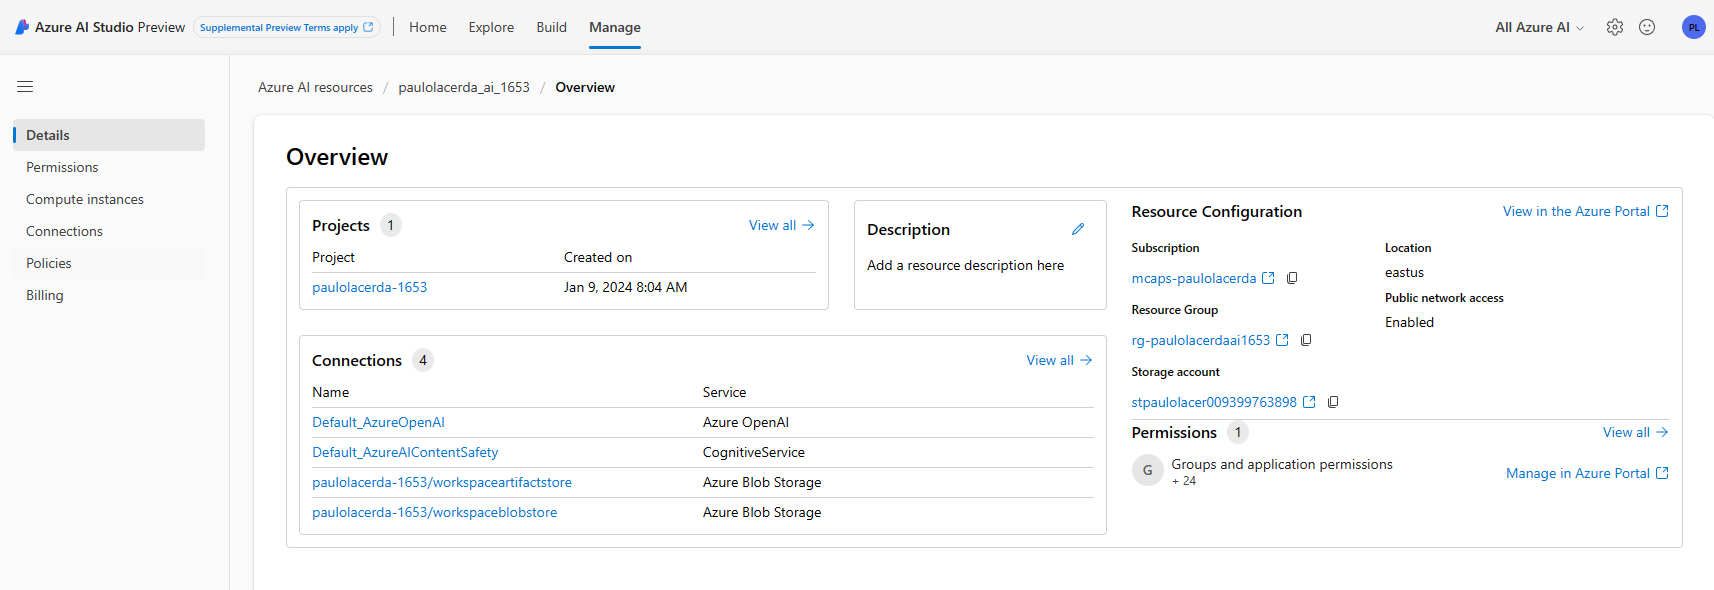 Azure AI Studio Preview
Supplemental Preview Terms apply
Home
Explore
Build
Manage
All Azure AI
PL
Details
Permissions
Compute instances
Connections
Policies
Billing
Azure AI resources / paulolacerda_ai_1653 / Overview
Overview
Projects 1
View all
Project Created on
paulolacerda-1653 Jan 9, 2024 8:04 AM
Description
Add a resource description here
Connections 4
View all
Name Service
Default_AzureOpenAI Azure OpenAI
Default_AzureAIContentSafety CognitiveService
paulolacerda-1653/workspaceartifactstore Azure Blob Storage
paulolacerda-1653/workspaceblobstore Azure Blob Storage
Resource Configuration
View in the Azure Portal
Subscription
mcaps-paulolacerda
Resource Group
rg-paulolacerdaai1653
Storage account
stpaulolacer009399763898
Location
eastus
Public network access
Enabled
Permissions 1
View all
G
Groups and application permissions
+ 24
Manage in Azure Portal